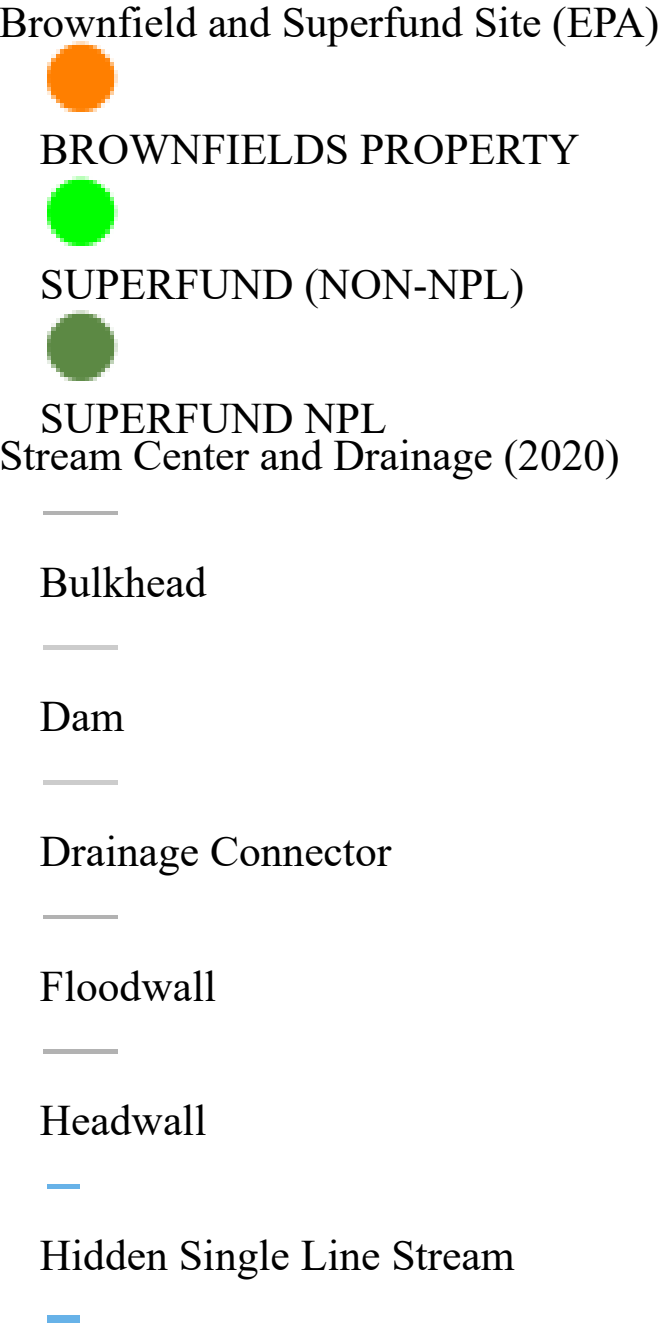 Brownfield and Superfund Site (EPA)
BROWNFIELDS PROPERTY
SUPERFUND (NON-NPL)
SUPERFUND NPL
Stream Center and Drainage (2020)
Bulkhead
Dam
Drainage Connector
Floodwall
Headwall
Hidden Single Line Stream